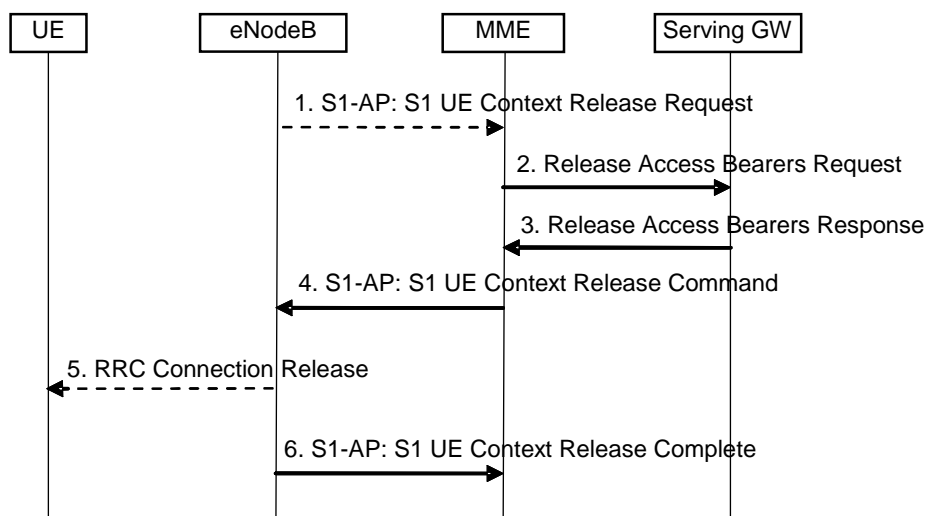 UE
eNodeB
MME
Serving GW
1. S1-AP: S1 UE Context Release Request
2. Release Access Bearers Request
3. Release Access Bearers Response
4. S1-AP: S1 UE Context Release Command
5. RRC Connection Release
6. S1-AP: S1 UE Context Release Complete